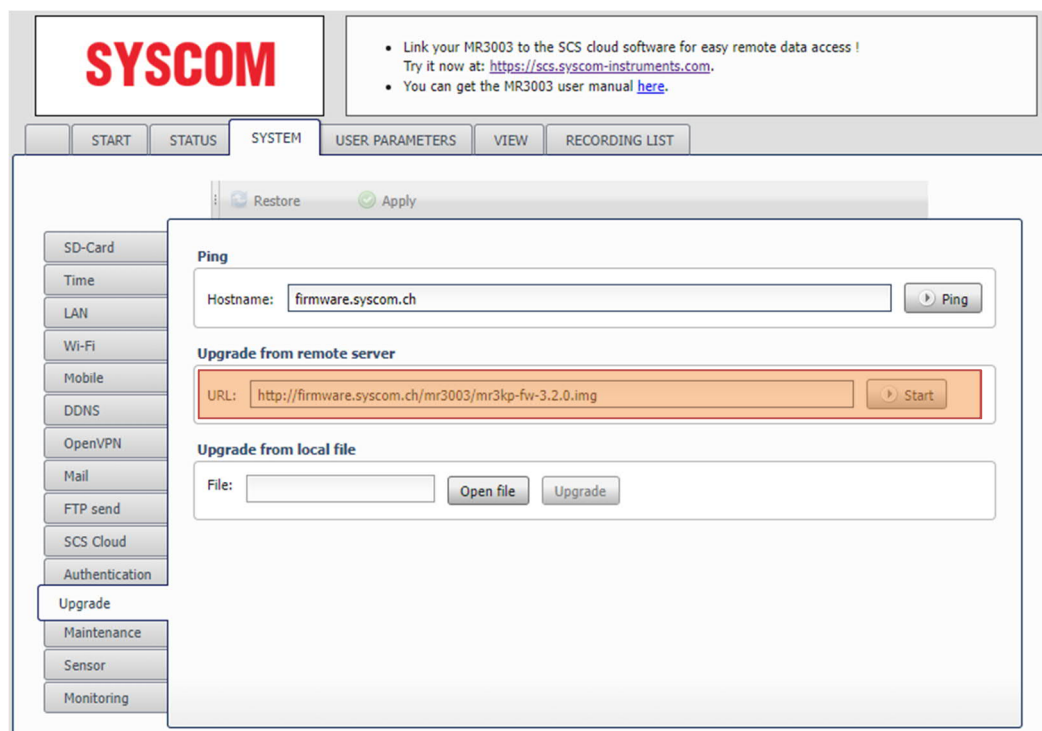 SYSCOM
Link your MR3003 to the SCS cloud software for easy remote data access !
Try it now at: https://scs.syscom-instruments.com.
You can get the MR3003 user manual here.
START STATUS SYSTEM USER PARAMETERS VIEW RECORDING LIST
Restore Apply
SD-Card
Time
LAN
Wi-Fi
Mobile
DDNS
OpenVPN
Mail
FTP send
SCS Cloud
Authentication
Upgrade
Maintenance
Sensor
Monitoring
Ping
Hostname: firmware.syscom.ch Ping
Upgrade from remote server
URL: http://firmware.syscom.ch/mr3003/mr3kp-fw-3.2.0.img Start
Upgrade from local file
File: Open file Upgrade